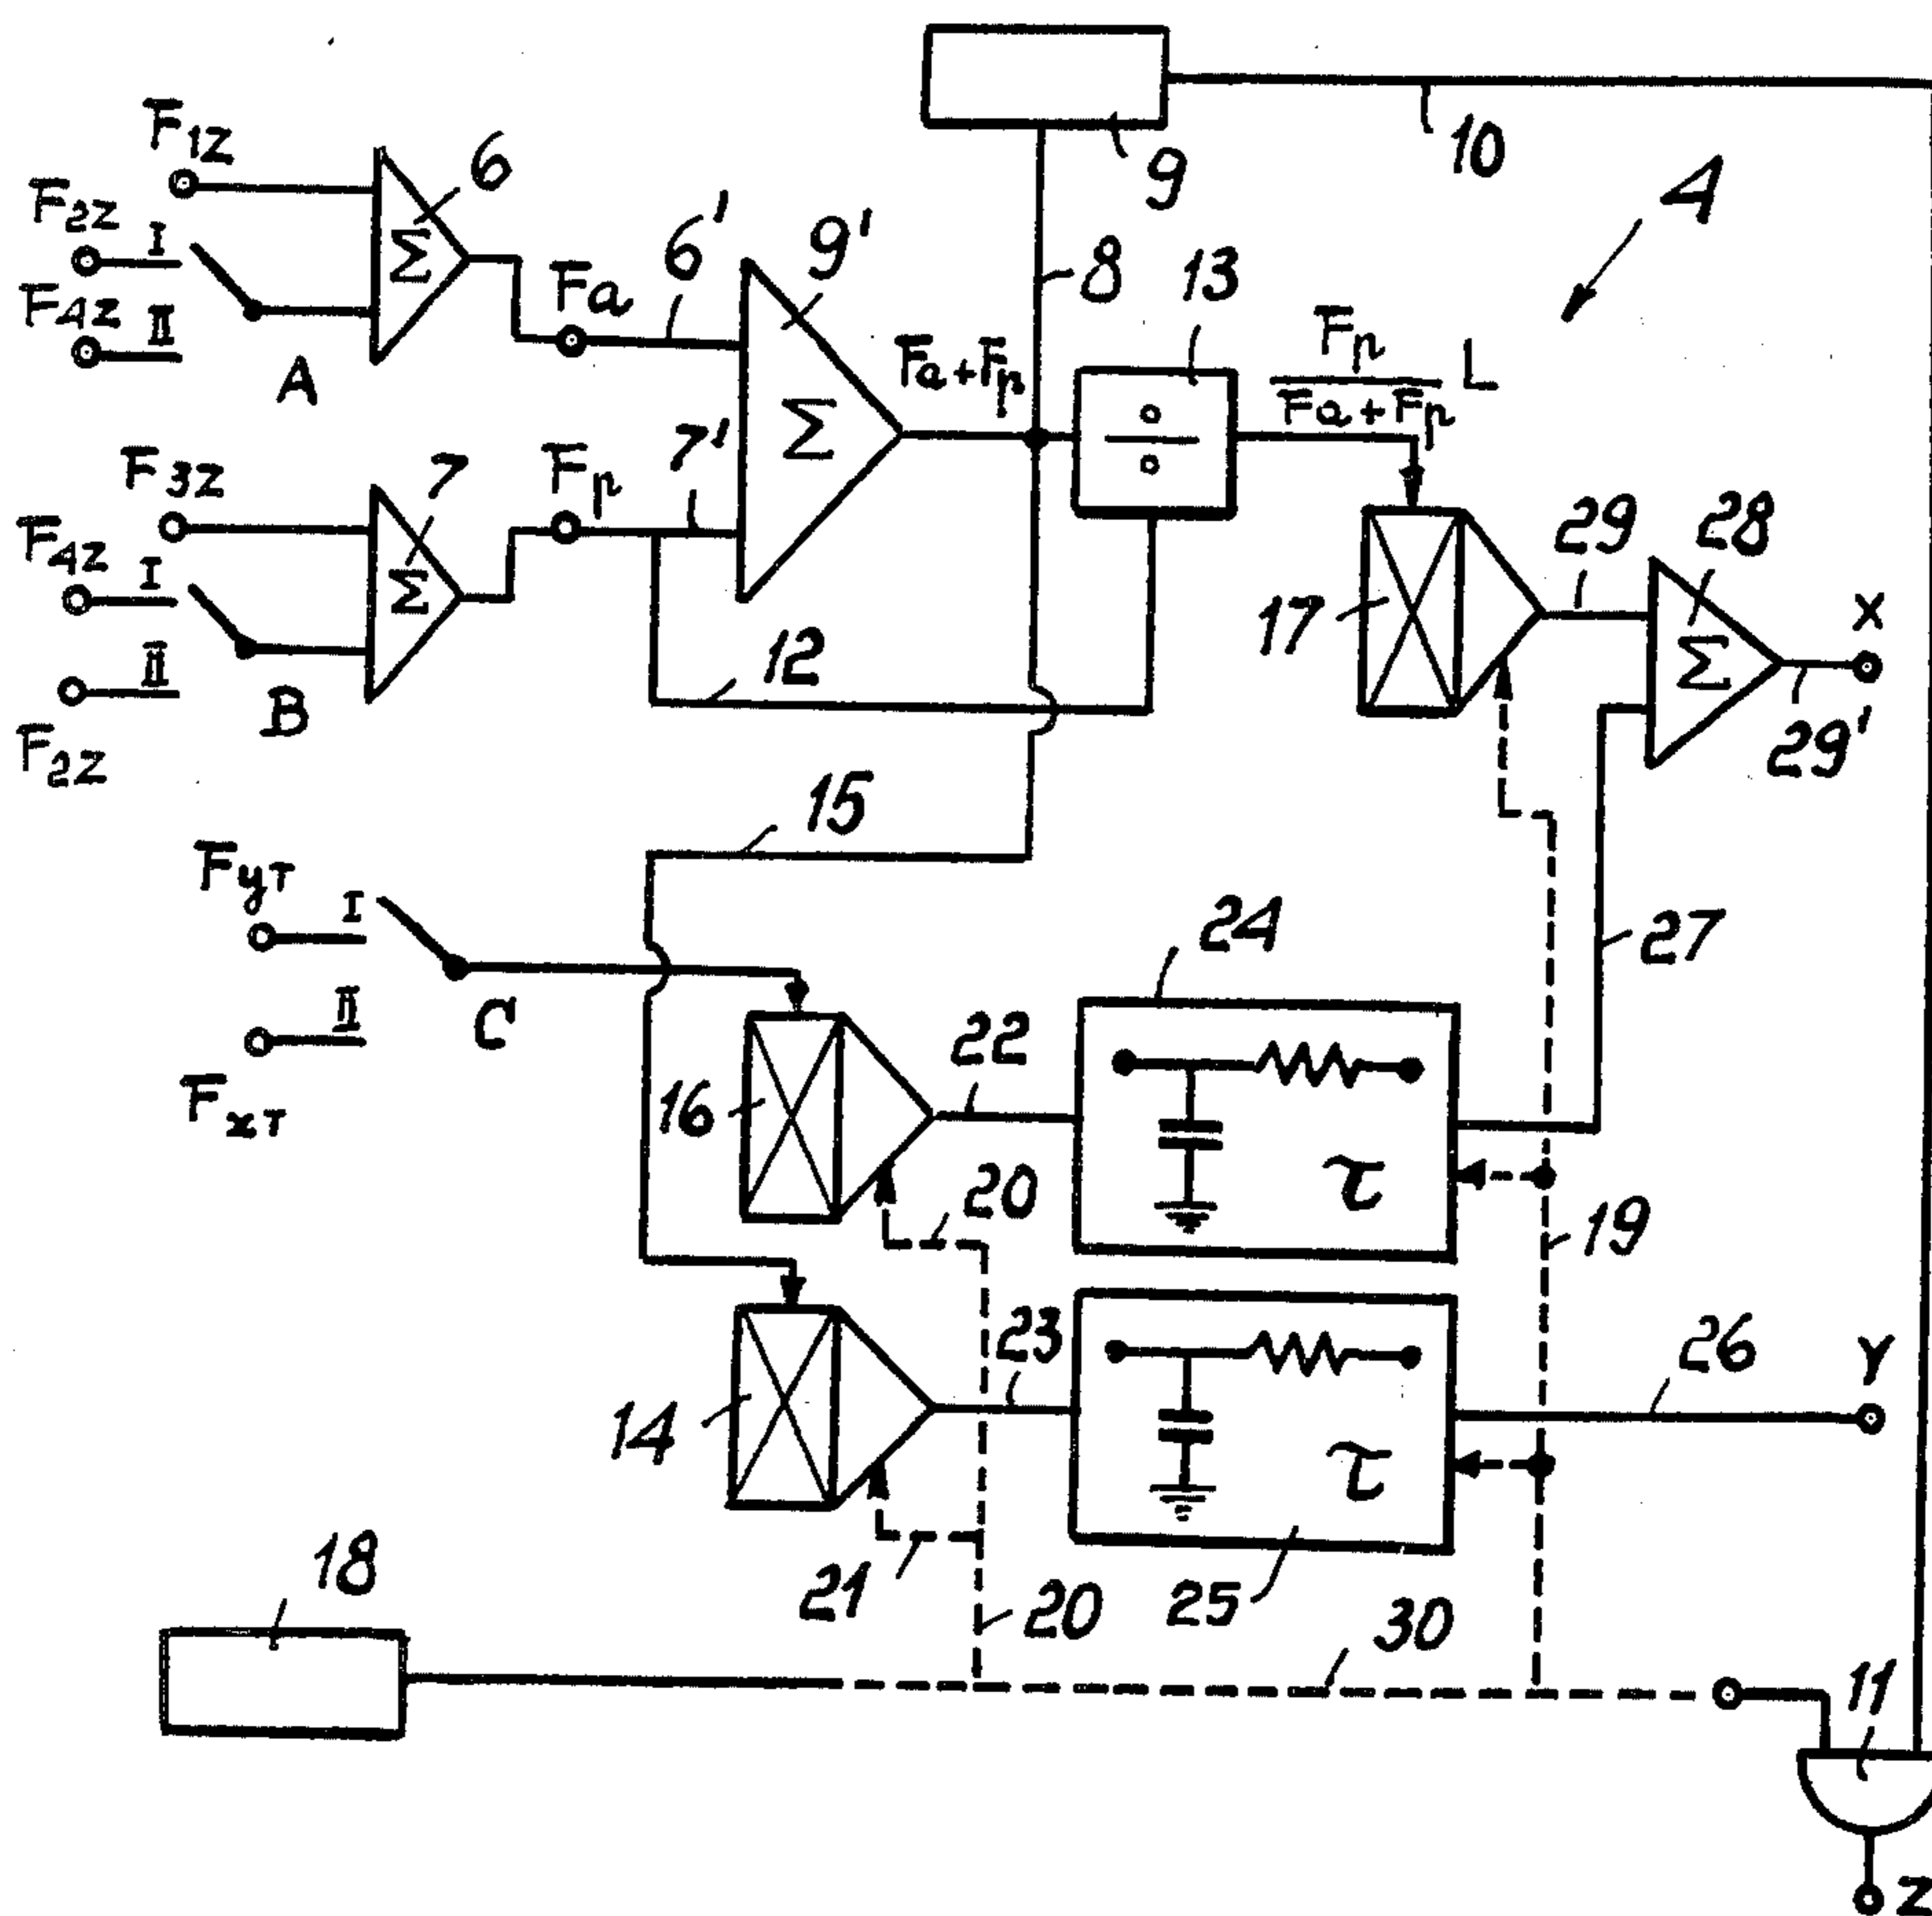 F1Z
6
F2Z
I
F4Z
II
A
Σ
Fa
6'
9'
Σ
Fa+Fp
8
9
10
4
13
÷
Fp
Fa+Fp
L
F3Z
7
F4Z
I
II
F2Z
B
Σ
Fp
7'
12
17
29
28
Σ
X
29'
15
FyT
I
II
FxT
C
16
22
24
τ
27
20
19
14
23
25
τ
26
Y
21
20
30
18
11
Z